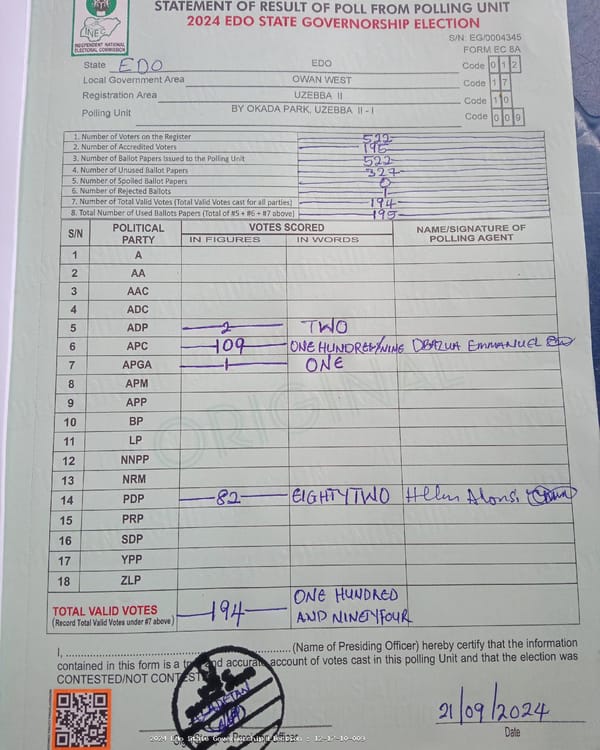 STATEMENT OF RESULT OF POLL FROM POLLING UNIT
2024 EDO STATE GOVERNORSHIP ELECTION
INEC
INDEPENDENT NATIONAL ELECTORAL COMMISSION
S/N: EG/0004345
FORM EC 8A
State EDO EDO Code 0 1 2
Local Government Area OWAN WEST Code 1 7
Registration Area UZEBBA II Code 1 0
Polling Unit BY OKADA PARK, UZEBBA II - I Code 0 0 9
1. Number of Voters on the Register 522
2. Number of Accredited Voters 195
3. Number of Ballot Papers Issued to the Polling Unit 522
4. Number of Unused Ballot Papers 327
5. Number of Spoiled Ballot Papers 0
6. Number of Rejected Ballots 1
7. Number of Total Valid Votes (Total Valid Votes cast for all parties) 194
8. Total Number of Used Ballots Papers (Total of #5 + #6 + #7 above) 195
S/N POLITICAL PARTY VOTES SCORED NAME/SIGNATURE OF POLLING AGENT
IN FIGURES IN WORDS
1 A
2 AA
3 AAC
4 ADC
5 ADP 2 TWO
6 APC 109 ONE HUNDRED/NINE EMMANUEL
7 APGA 1 ONE
8 APM
9 APP
10 BP
11 LP
12 NNPP
13 NRM
14 PDP 82 EIGHTYTWO Helen
15 PRP
16 SDP
17 YPP
18 ZLP
ORIGINAL
TOTAL VALID VOTES 194 ONE HUNDRED
(Record Total Valid Votes under #7 above) AND NINETYFOUR
I, .......... (Name of Presiding Officer) hereby certify that the information
contained in this form is a true and accurate account of votes cast in this polling Unit and that the election was
CONTESTED/NOT CONTESTED
21/09/2024
Date
2024 Edo State Governorship Election : 12-17-10-009